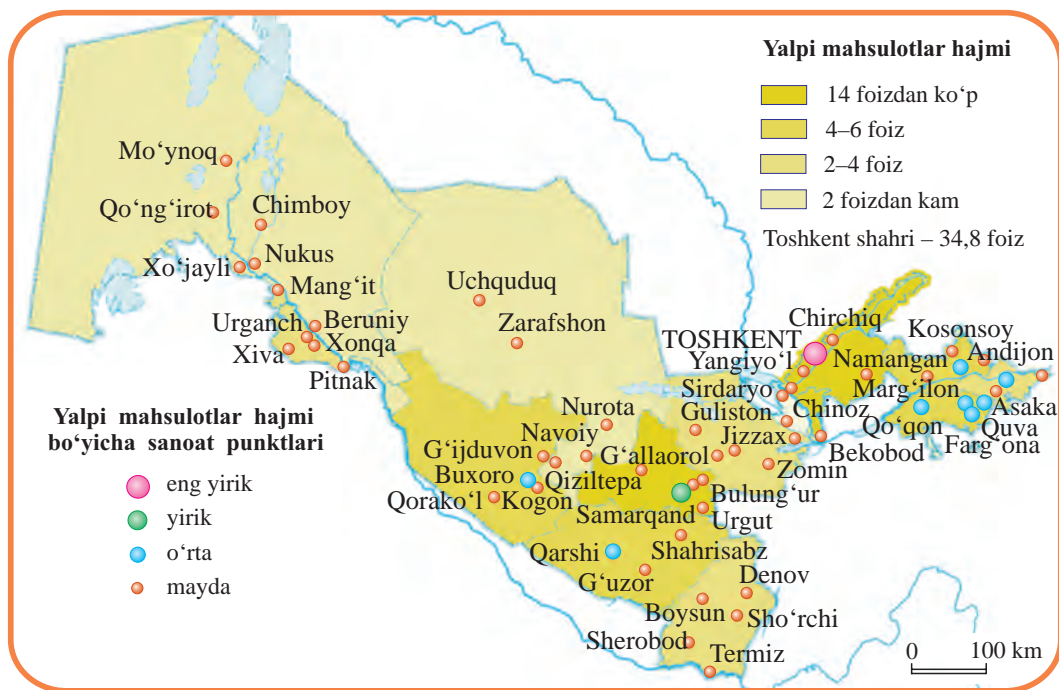 Yalpi mahsulotlar hajmi
14 foizdan ko‘p
4–6 foiz
2–4 foiz
2 foizdan kam
Toshkent shahri – 34,8 foiz
Mo‘ynoq
Qo‘ng‘irot
Chimboy
Nukus
Xo‘jayli
Mang‘it
Uchquduq
Zarafshon
Urganch
Beruniy
Xiva
Xonqa
Pitnak
Chirchiq
Kosonsoy
TOSHKENT
Yangiyo‘l
Namangan
Andijon
Sirdaryo
Marg‘ilon
Asaka
Guliston
Chinoz
Qo‘qon
Quva
Farg‘ona
Bekobod
Nurota
Navoiy
Jizzax
G‘ijduvon
G‘allaorol
Zomin
Buxoro
Qiziltepa
Qorako‘l
Kogon
Bulung‘ur
Samarqand
Urgut
Qarshi
Shahrisabz
G‘uzor
Denov
Boysun
Sho‘rchi
Sherobod
Termiz
Yalpi mahsulotlar hajmi
bo‘yicha sanoat punktlari
eng yirik
yirik
o‘rta
mayda
0 100 km